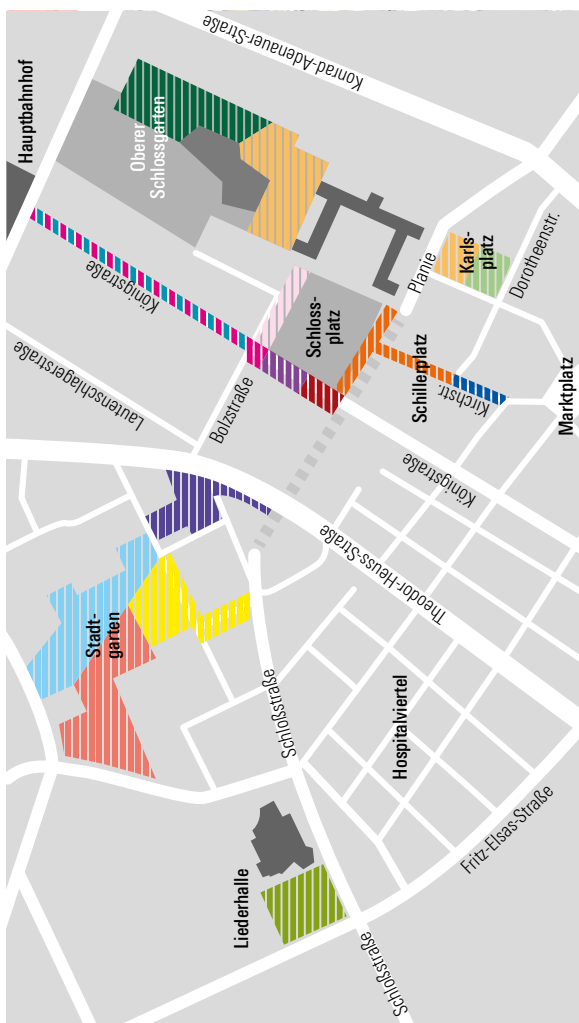 Konrad-Adenauer-Straße
Hauptbahnhof
Oberer
Schlossgarten
Königstraße
Lautenschlagerstraße
Karls-
platz
Planie
Dorotheenstr.
Schloss-
platz
Bolzstraße
Schillerplatz
Kirchstr.
Marktplatz
Königstraße
Theodor-Heuss-Straße
Stadt-
garten
Schloßstraße
Hospitalviertel
Fritz-Elsas-Straße
Liederhalle
Schloßstraße